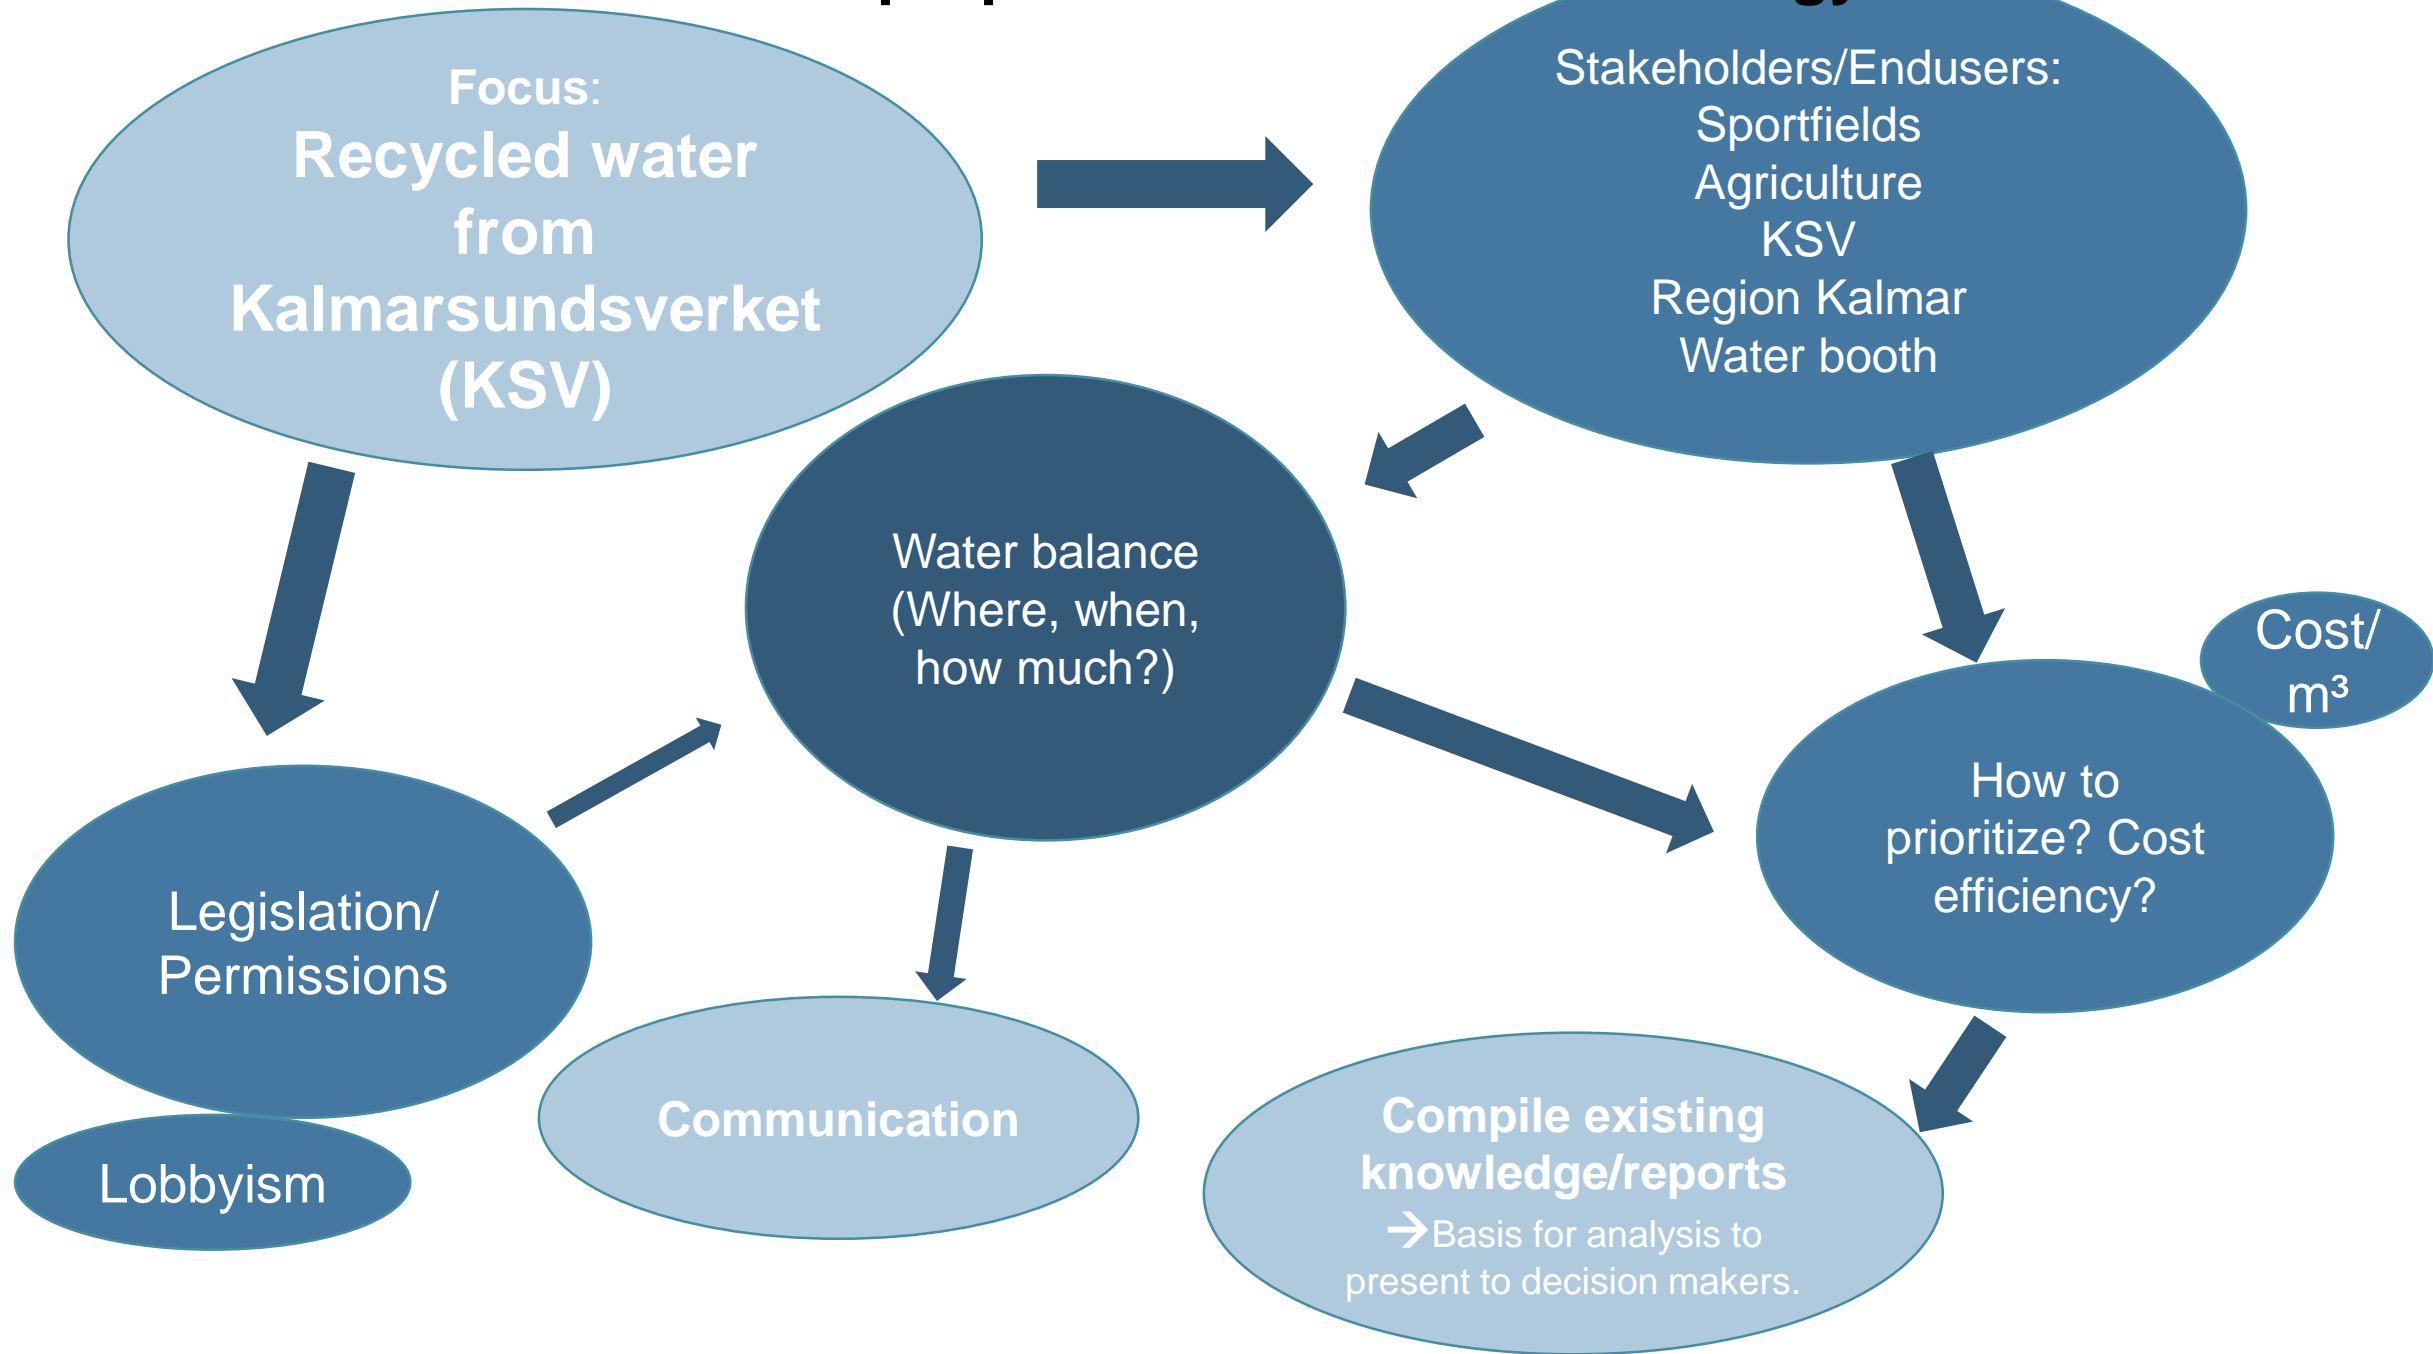 Focus:
Recycled water
from
Kalmarsundsverket
(KSV)
Stakeholders/Endusers:
Sportfields
Agriculture
KSV
Region Kalmar
Water booth
Water balance
(Where, when,
how much?)
Cost/
m³
How to
prioritize? Cost
efficiency?
Legislation/
Permissions
Lobbyism
Communication
Compile existing
knowledge/reports
→Basis for analysis to
present to decision makers.